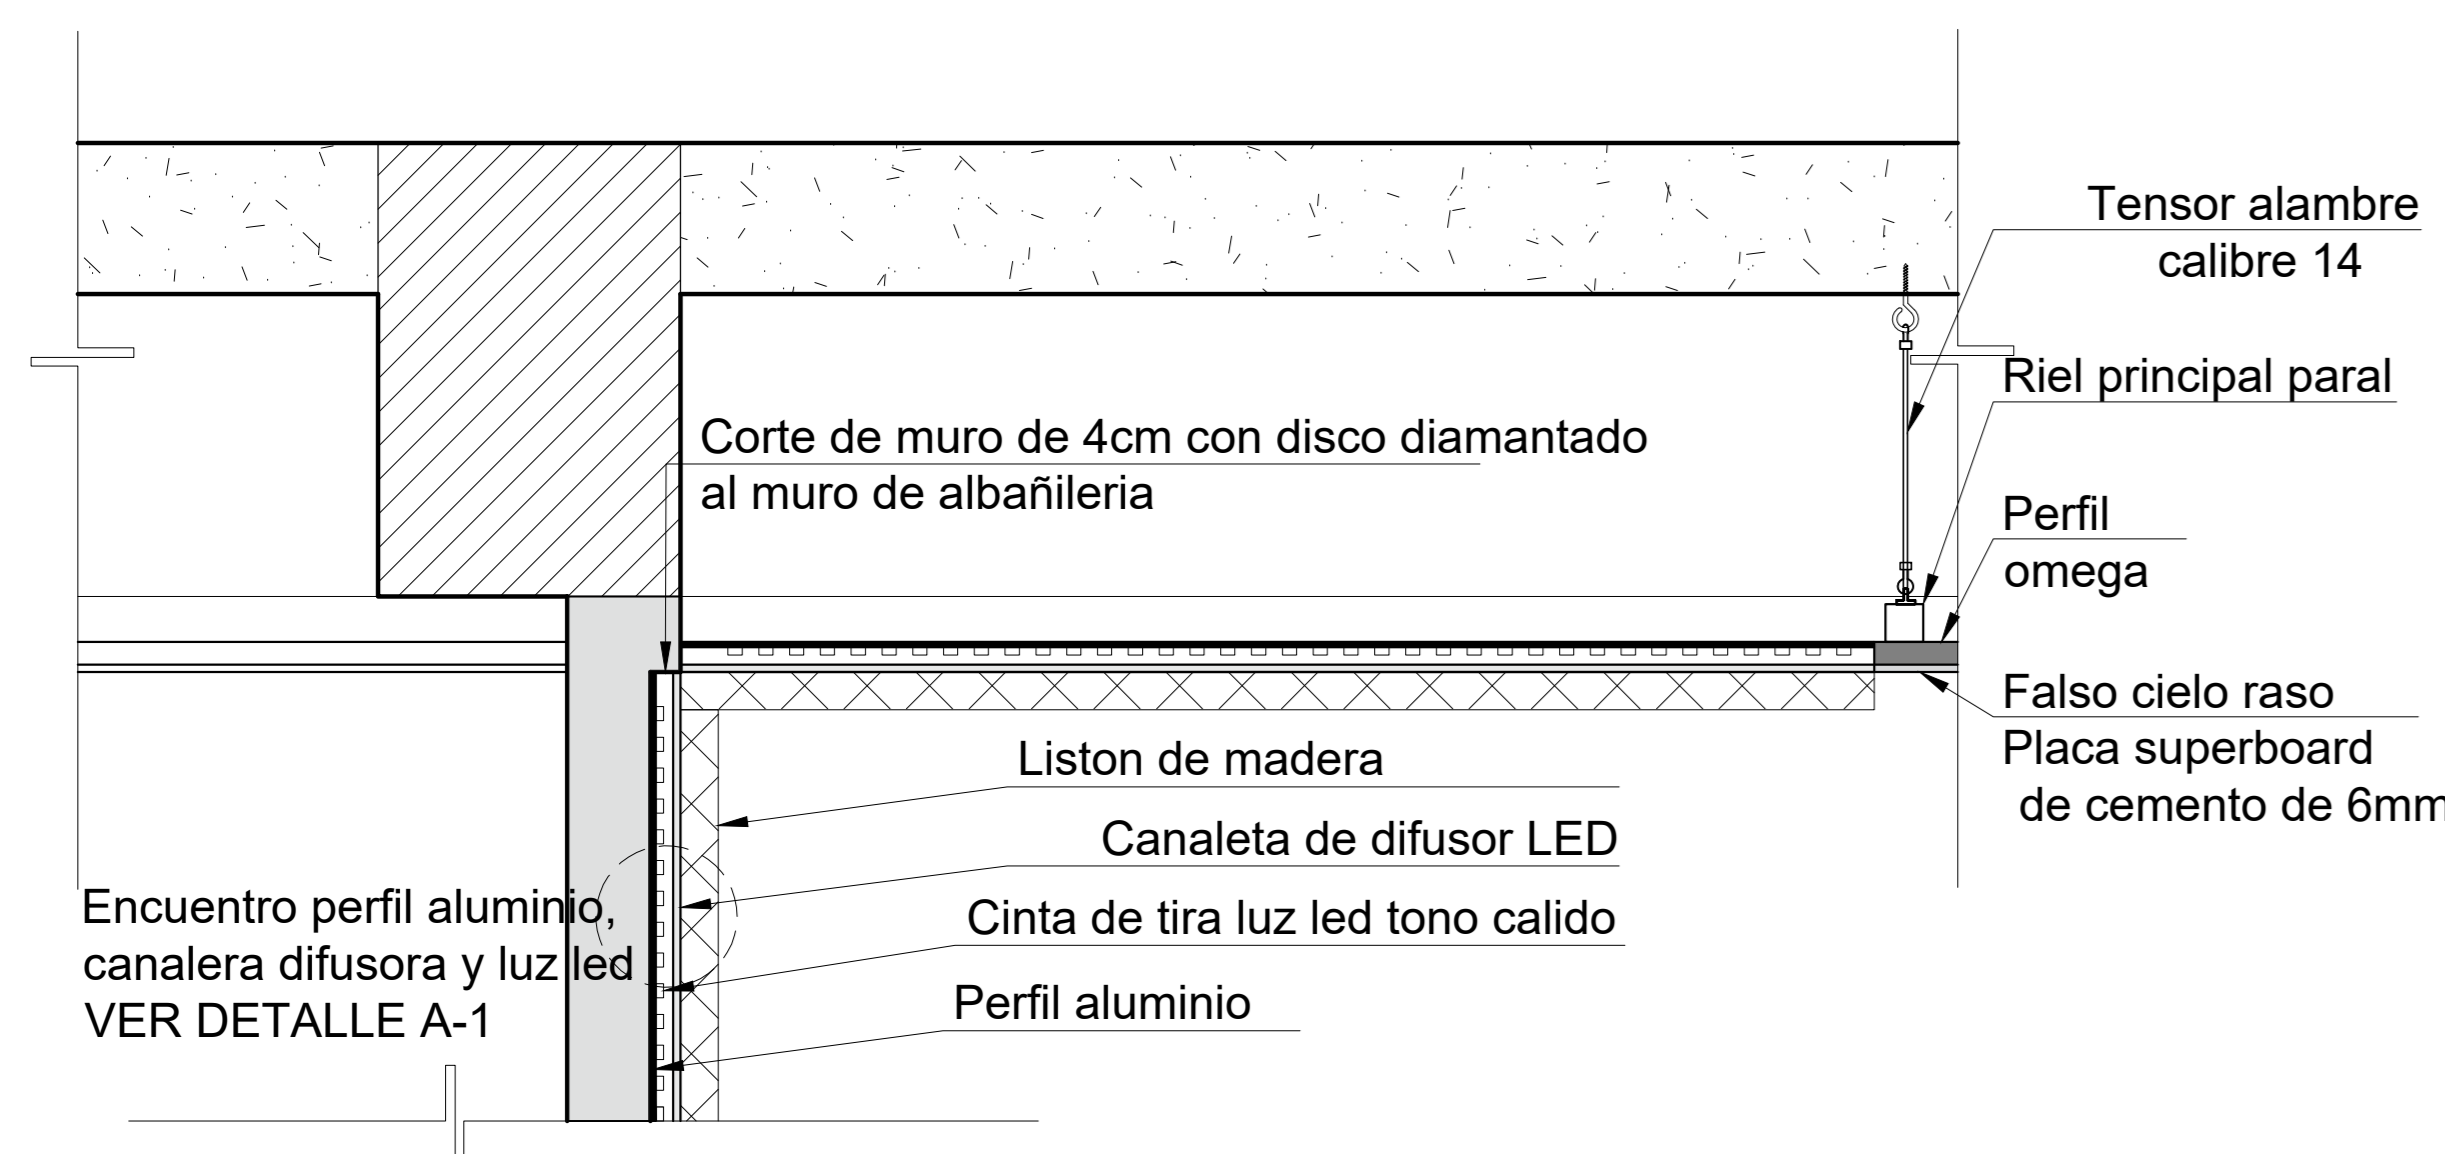 Tensor alambre
calibre 14
Riel principal paral
Corte de muro de 4cm con disco diamantado
al muro de albañileria
Perfil
omega
Falso cielo raso
Placa superboard
de cemento de 6mm
Liston de madera
Canaleta de difusor LED
Cinta de tira luz led tono calido
Perfil aluminio
Encuentro perfil aluminio,
canalera difusora y luz led
VER DETALLE A-1